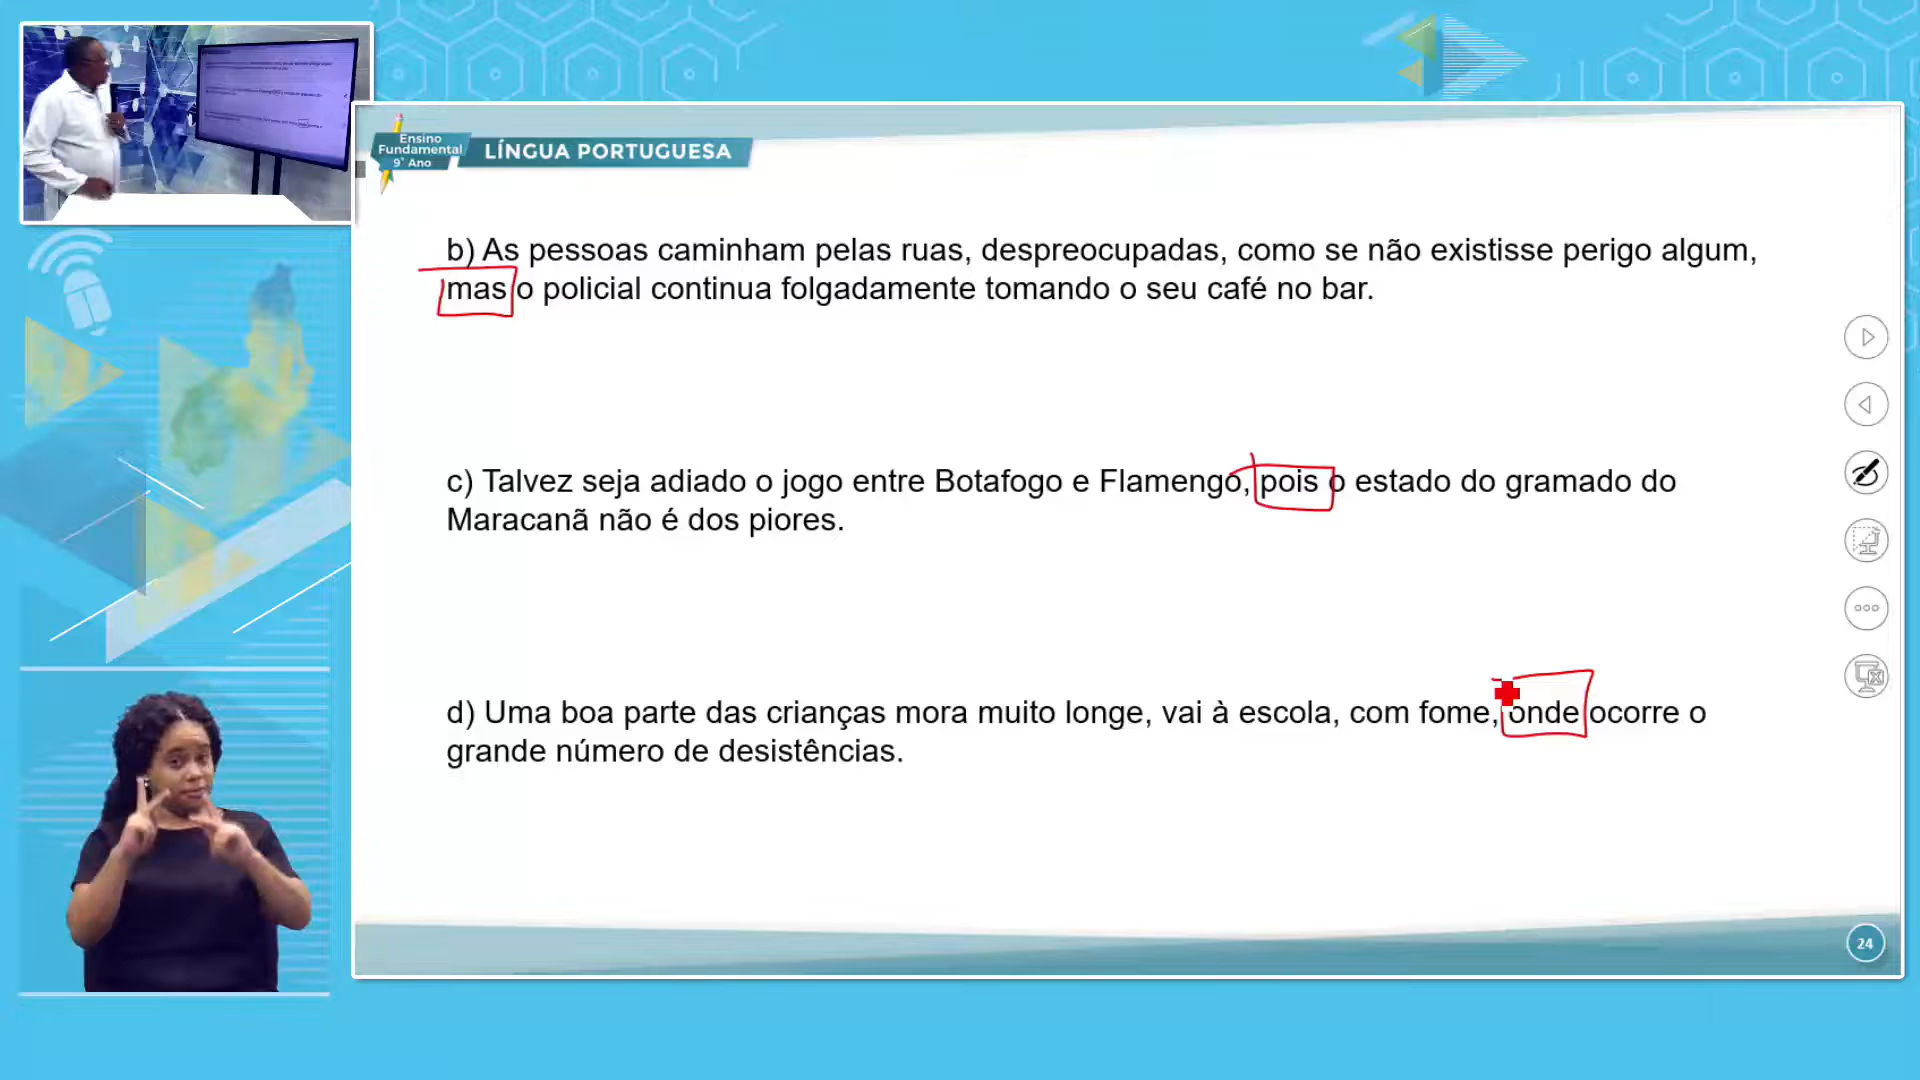 Ensino
Fundamental
9° Ano
LÍNGUA PORTUGUESA
b) As pessoas caminham pelas ruas, despreocupadas, como se não existisse perigo algum,
mas o policial continua folgadamente tomando o seu café no bar.
c) Talvez seja adiado o jogo entre Botafogo e Flamengo, pois o estado do gramado do
Maracanã não é dos piores.
d) Uma boa parte das crianças mora muito longe, vai à escola, com fome, onde ocorre o
grande número de desistências.
24